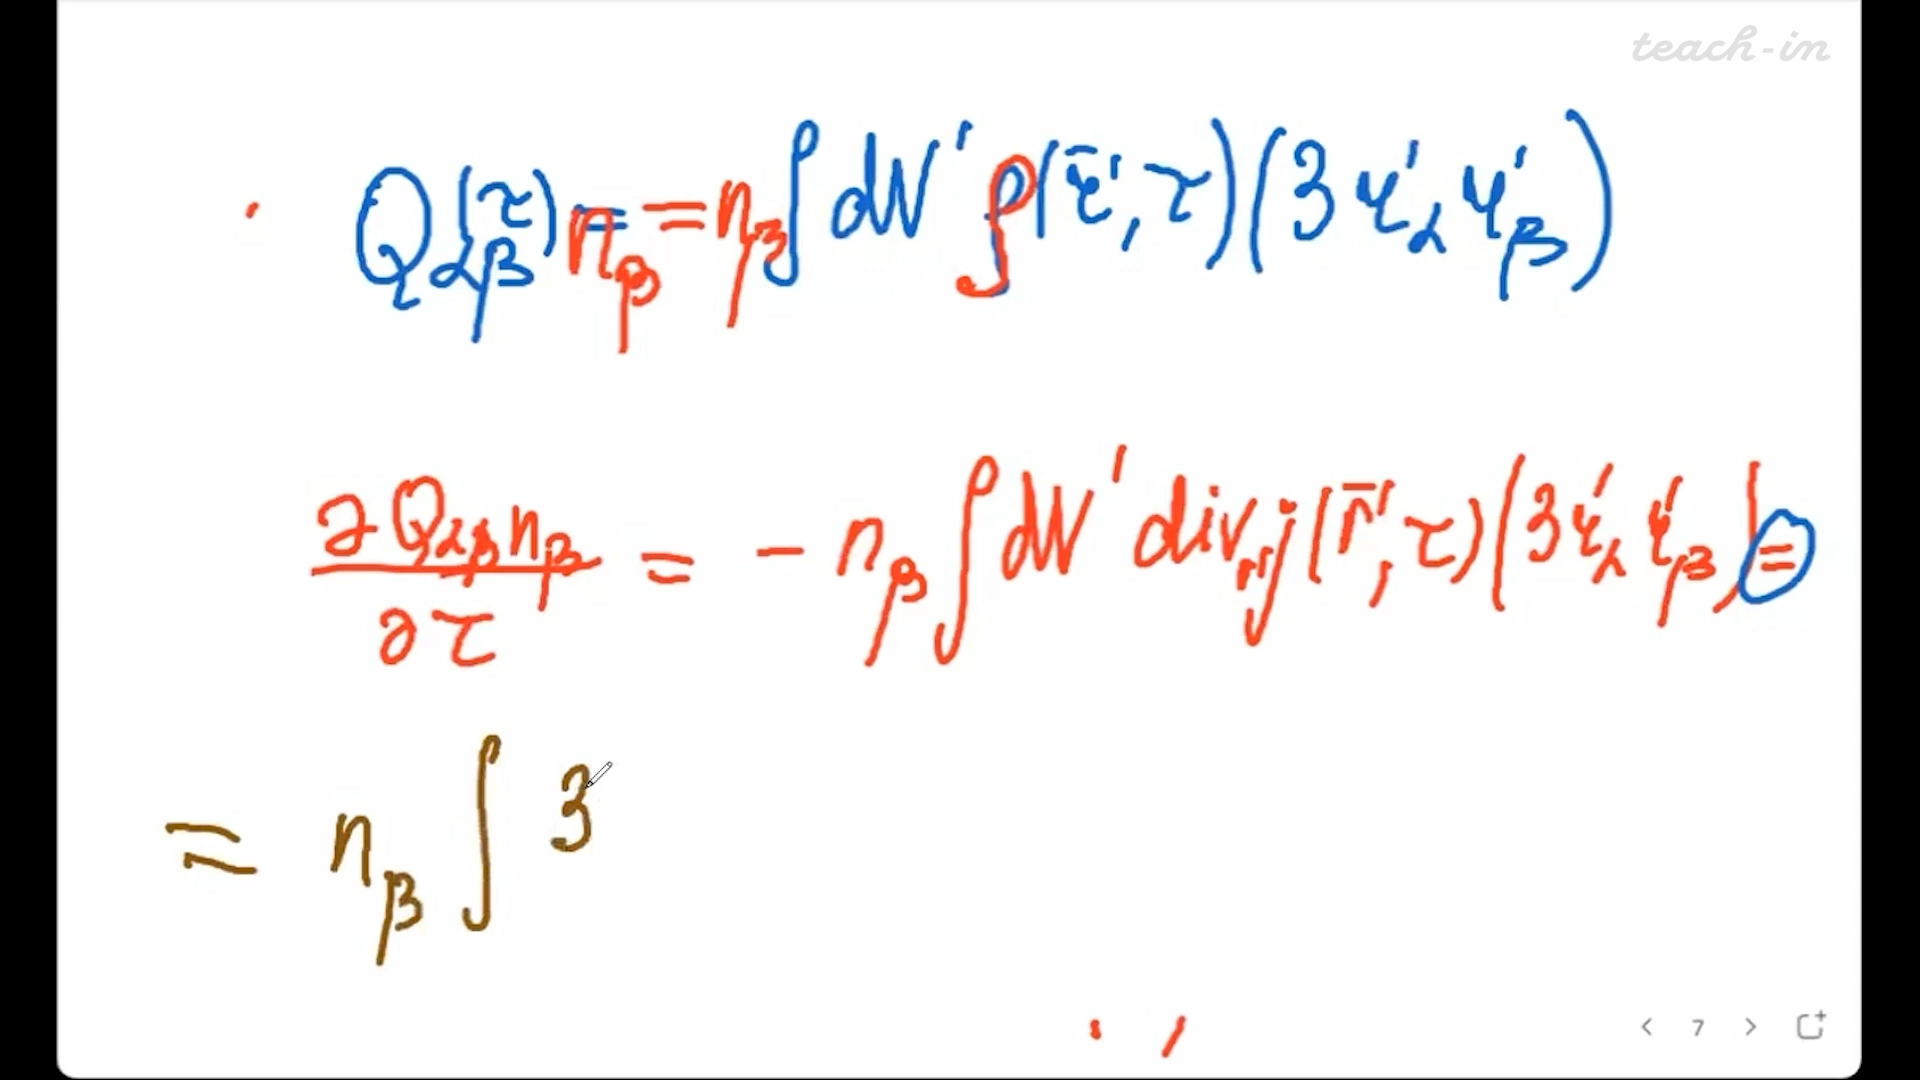 teach-in
Q_{αβ}(τ) n_β = n_β ∫ dV' ρ(r̄', τ) (3 r'_α r'_β)
∂Q_{αβ} n_β / ∂τ = - n_β ∫ dV' div_{r'} j(r̄', τ) (3 r'_α r'_β) =
= n_β ∫ 3
7